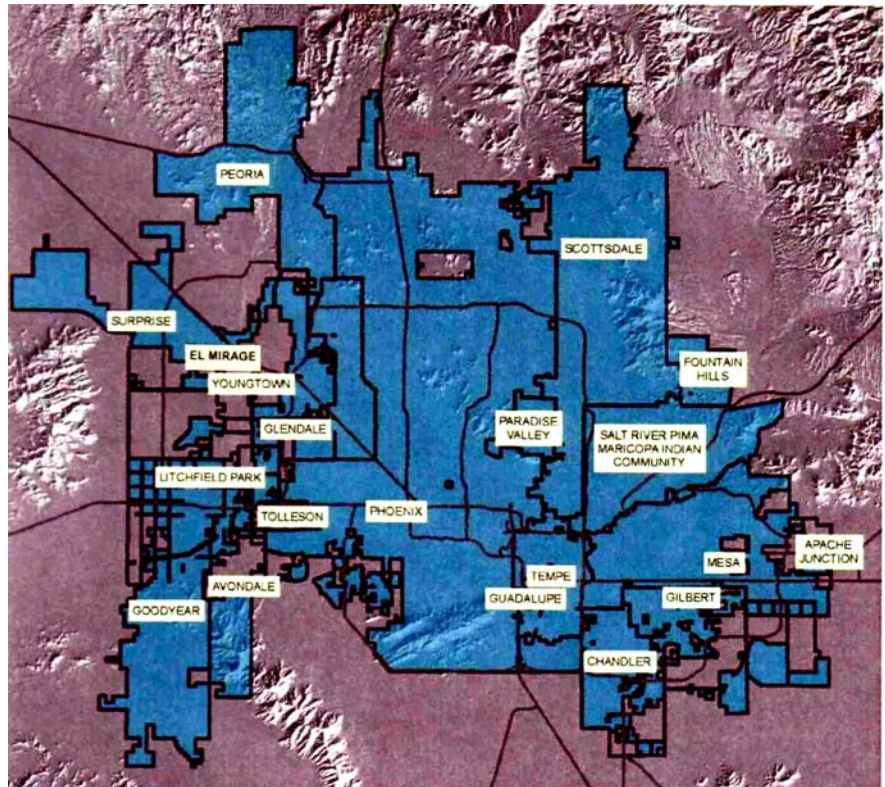 PEORIA
SCOTTSDALE
SURPRISE
EL MIRAGE
YOUNGTOWN
FOUNTAIN
HILLS
GLENDALE
PARADISE
VALLEY
SALT RIVER PIMA
MARICOPA INDIAN
COMMUNITY
LITCHFIELD PARK
TOLLESON
PHOENIX
APACHE
JUNCTION
MESA
TEMPE
AVONDALE
GUADALUPE
GILBERT
GOODYEAR
CHANDLER